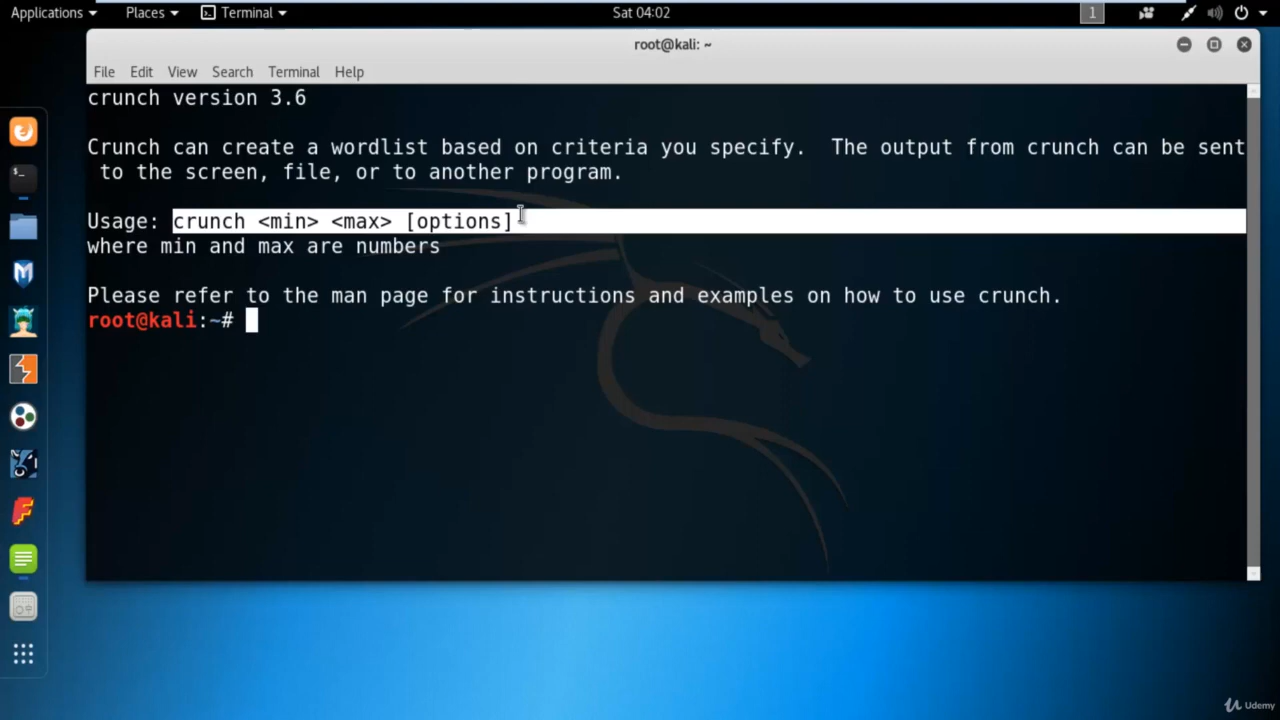 Applications Places Terminal Sat 04:02 1
root@kali: ~
File Edit View Search Terminal Help
crunch version 3.6
Crunch can create a wordlist based on criteria you specify.  The output from crunch can be sent
 to the screen, file, or to another program.
Usage: crunch <min> <max> [options]
where min and max are numbers
Please refer to the man page for instructions and examples on how to use crunch.
root@kali:~#
Udemy